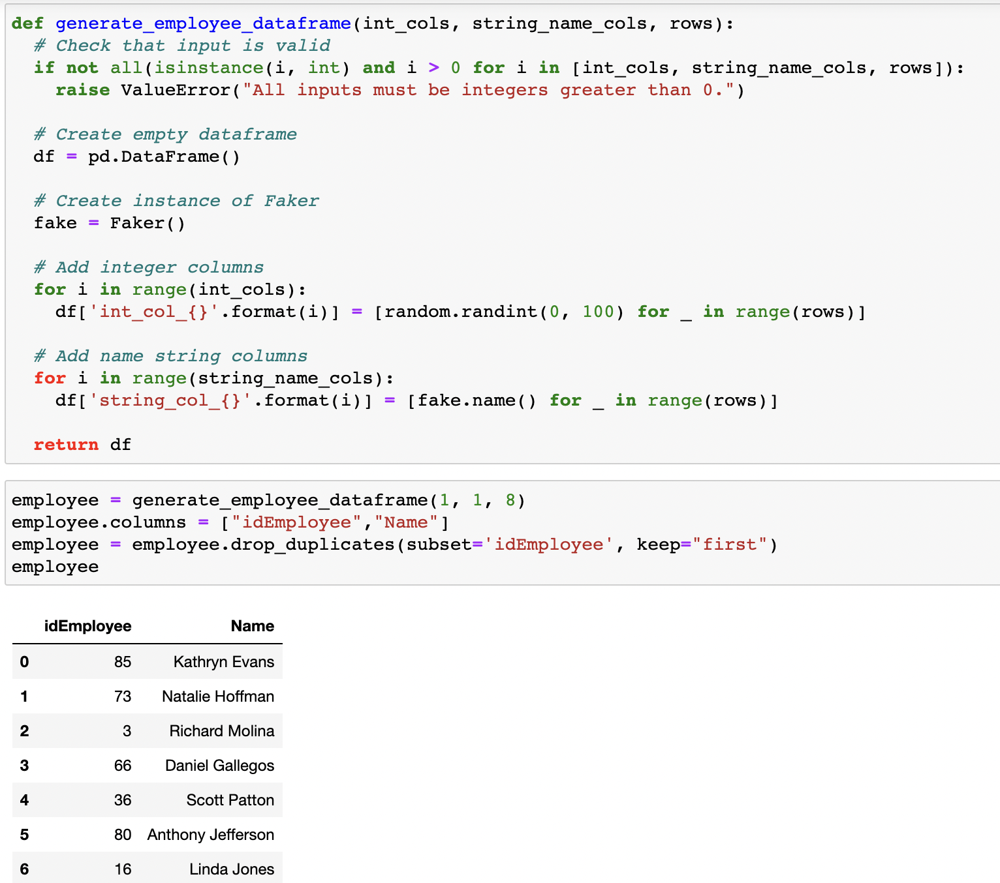 def generate_employee_dataframe(int_cols, string_name_cols, rows):
  # Check that input is valid
  if not all(isinstance(i, int) and i > 0 for i in [int_cols, string_name_cols, rows]):
    raise ValueError("All inputs must be integers greater than 0.")

  # Create empty dataframe
  df = pd.DataFrame()

  # Create instance of Faker
  fake = Faker()

  # Add integer columns
  for i in range(int_cols):
    df['int_col_{}'.format(i)] = [random.randint(0, 100) for _ in range(rows)]

  # Add name string columns
  for i in range(string_name_cols):
    df['string_col_{}'.format(i)] = [fake.name() for _ in range(rows)]

  return df

employee = generate_employee_dataframe(1, 1, 8)
employee.columns = ["idEmployee","Name"]
employee = employee.drop_duplicates(subset='idEmployee', keep="first")
employee

idEmployee Name
0 85 Kathryn Evans
1 73 Natalie Hoffman
2 3 Richard Molina
3 66 Daniel Gallegos
4 36 Scott Patton
5 80 Anthony Jefferson
6 16 Linda Jones